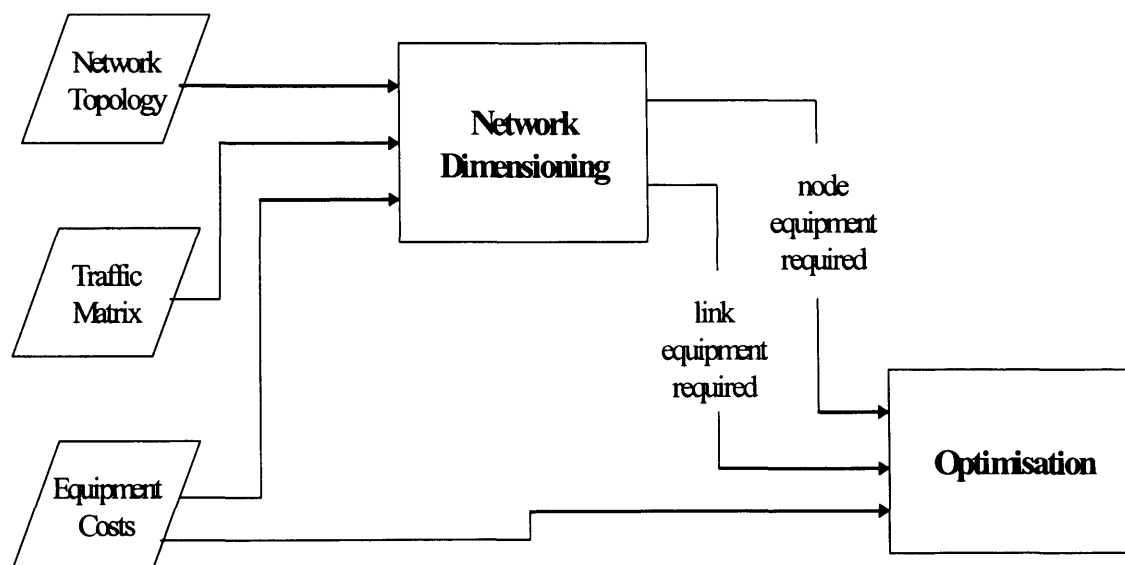 Network
Topology
Network
Dimensioning
node
equipment
required
Traffic
Matrix
link
equipment
required
Equipment
Costs
Optimisation